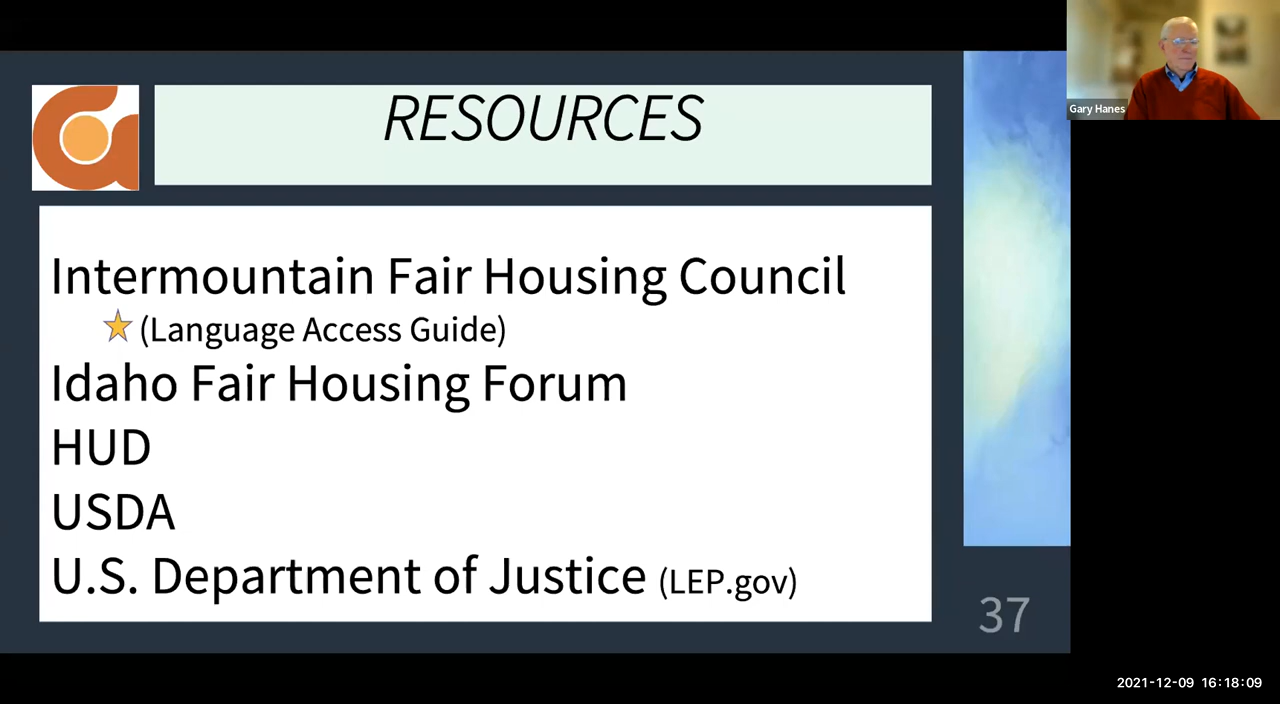 RESOURCES
Intermountain Fair Housing Council
(Language Access Guide)
Idaho Fair Housing Forum
HUD
USDA
U.S. Department of Justice (LEP.gov)
37
Gary Hanes
2021-12-09 16:18:09